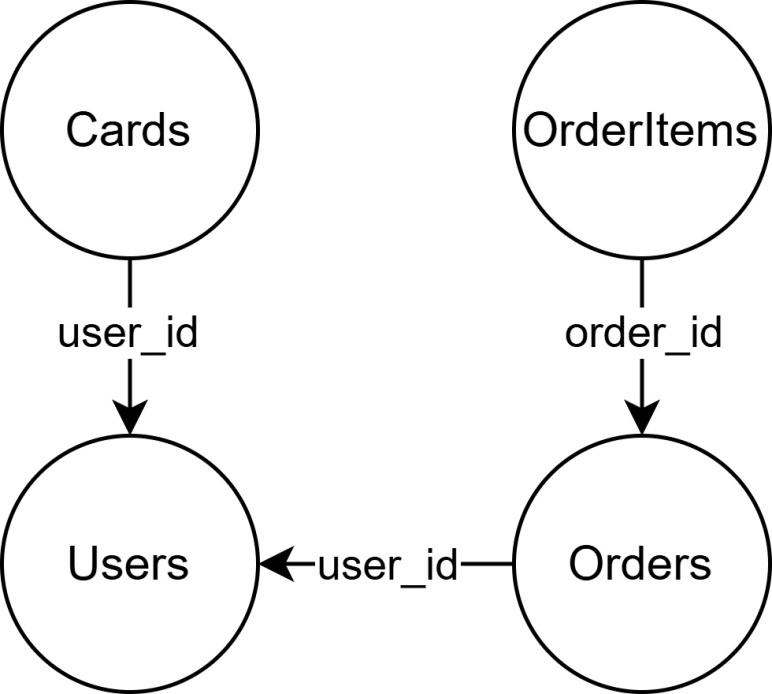 Cards
OrderItems
user_id
order_id
Users
user_id
Orders